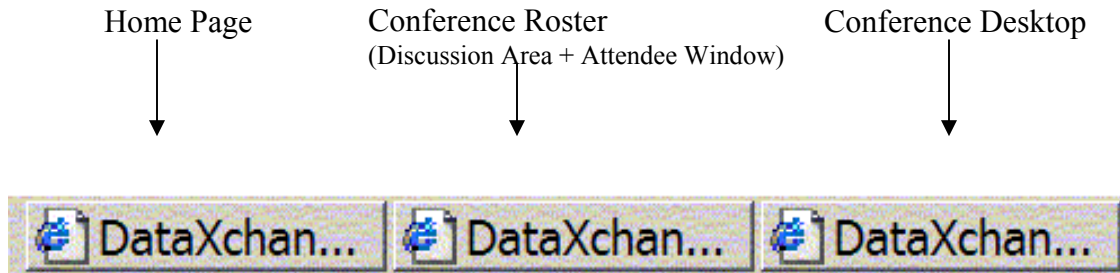 Home Page Conference Roster Conference Desktop
(Discussion Area + Attendee Window)
DataXchan... DataXchan... DataXchan...